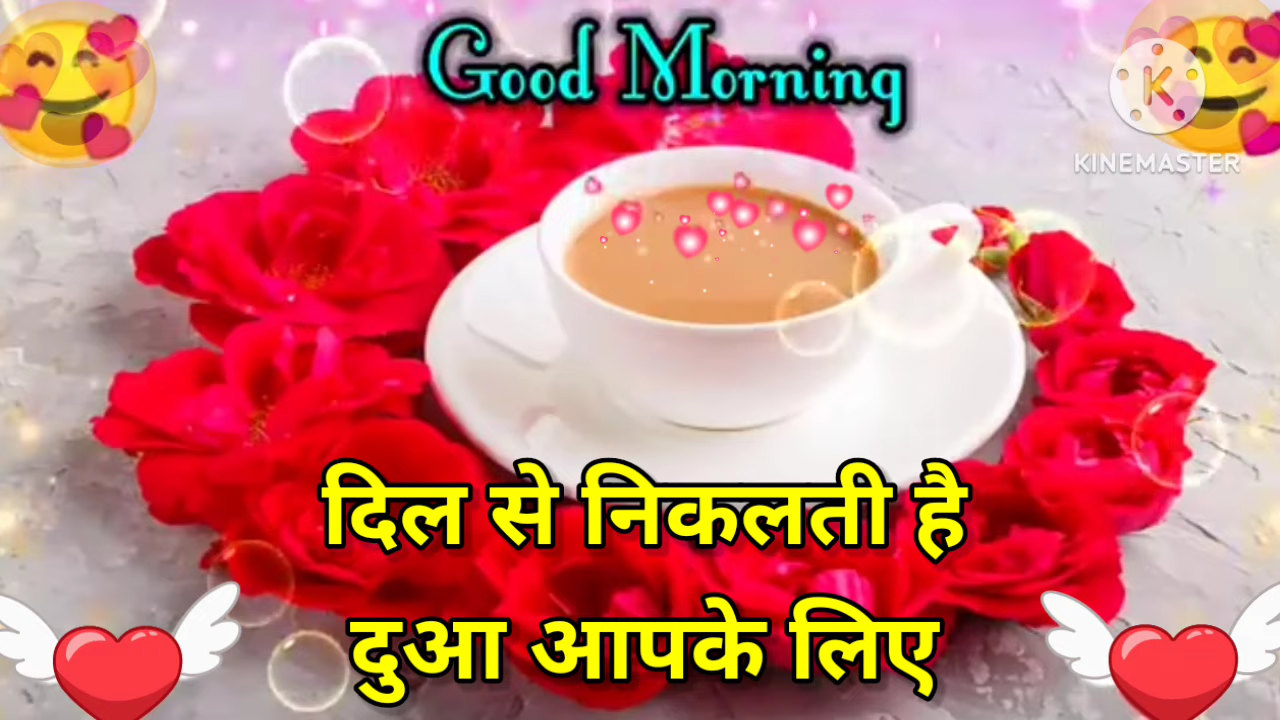 Good Morning
K
KINEMASTER
दिल से निकलती है
दुआ आपके लिए